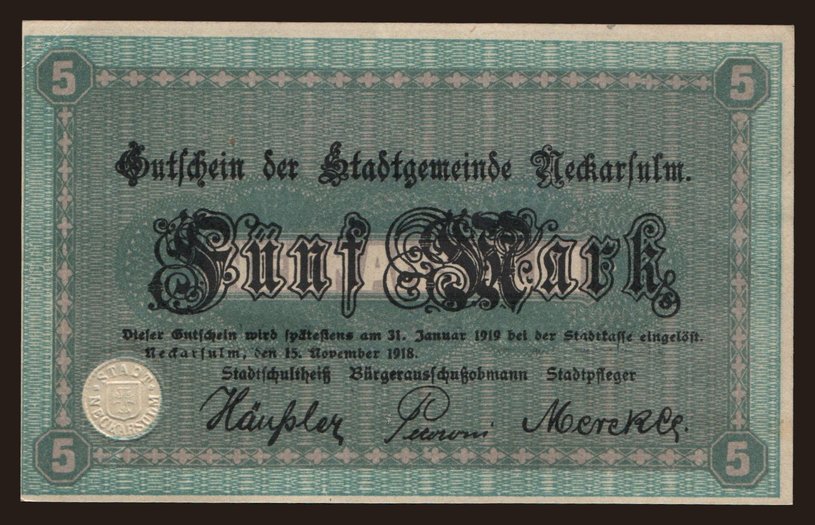 5 5
Gutschein der Stadtgemeinde Neckarsulm.
Fünf Mark
Dieser Gutschein wird spätestens am 31. Januar 1919 bei der Stadtkasse eingelöst.
Neckarsulm, den 15. November 1918.
Stadtschultheiß Bürgerausschußobmann Stadtpfleger
Häußler Merckle.
STADT
NECKARSULM
5 5